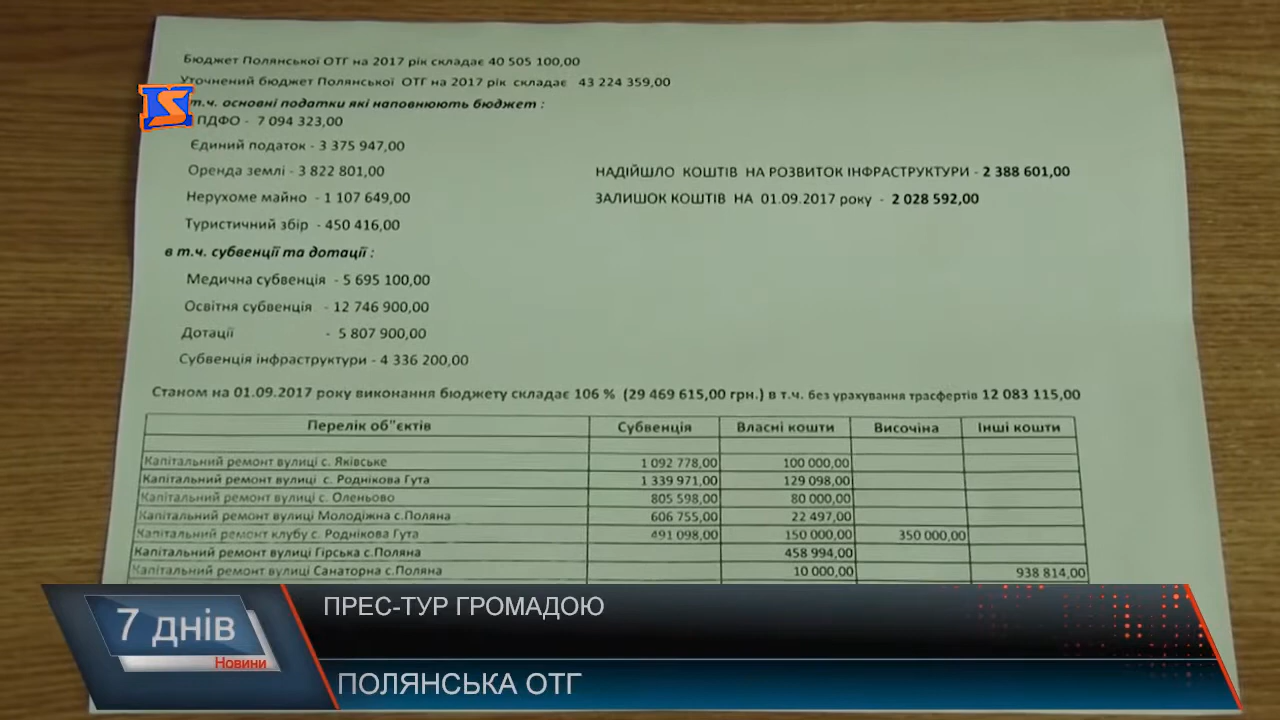 Бюджет Полянської ОТГ на 2017 рік складає 40 505 100,00
Уточнений бюджет Полянської ОТГ на 2017 рік складає 43 224 359,00
т.ч. основні податки які наповнюють бюджет :
ПДФО - 7 094 323,00
Єдиний податок - 3 375 947,00
Оренда землі - 3 822 801,00 НАДІЙШЛО КОШТІВ НА РОЗВИТОК ІНФРАСТРУКТУРИ - 2 388 601,00
Нерухоме майно - 1 107 649,00 ЗАЛИШОК КОШТІВ НА 01.09.2017 року - 2 028 592,00
Туристичний збір - 450 416,00
в т.ч. субвенції та дотації :
Медична субвенція - 5 695 100,00
Освітня субвенція - 12 746 900,00
Дотації - 5 807 900,00
Субвенція інфраструктури - 4 336 200,00
Станом на 01.09.2017 року виконання бюджету складає 106 % (29 469 615,00 грн.) в т.ч. без урахування трасфертів 12 083 115,00
Перелік об"єктів Субвенція Власні кошти Височіна Інші кошти
Капітальний ремонт вулиці с. Яківське 1 092 778,00 100 000,00
Капітальний ремонт вулиці с. Роднікова Гута 1 339 971,00 129 098,00
Капітальний ремонт вулиці с. Оленьово 805 598,00 80 000,00
Капітальний ремонт вулиці Молодіжна с.Поляна 606 755,00 22 497,00
Капітальний ремонт клубу с. Роднікова Гута 491 098,00 150 000,00 350 000,00
Капітальний ремонт вулиці Гірська с.Поляна 458 994,00
Капітальний ремонт вулиці Санаторна с.Поляна 10 000,00 938 814,00
ПРЕС-ТУР ГРОМАДОЮ
7 днів
Новини
ПОЛЯНСЬКА ОТГ